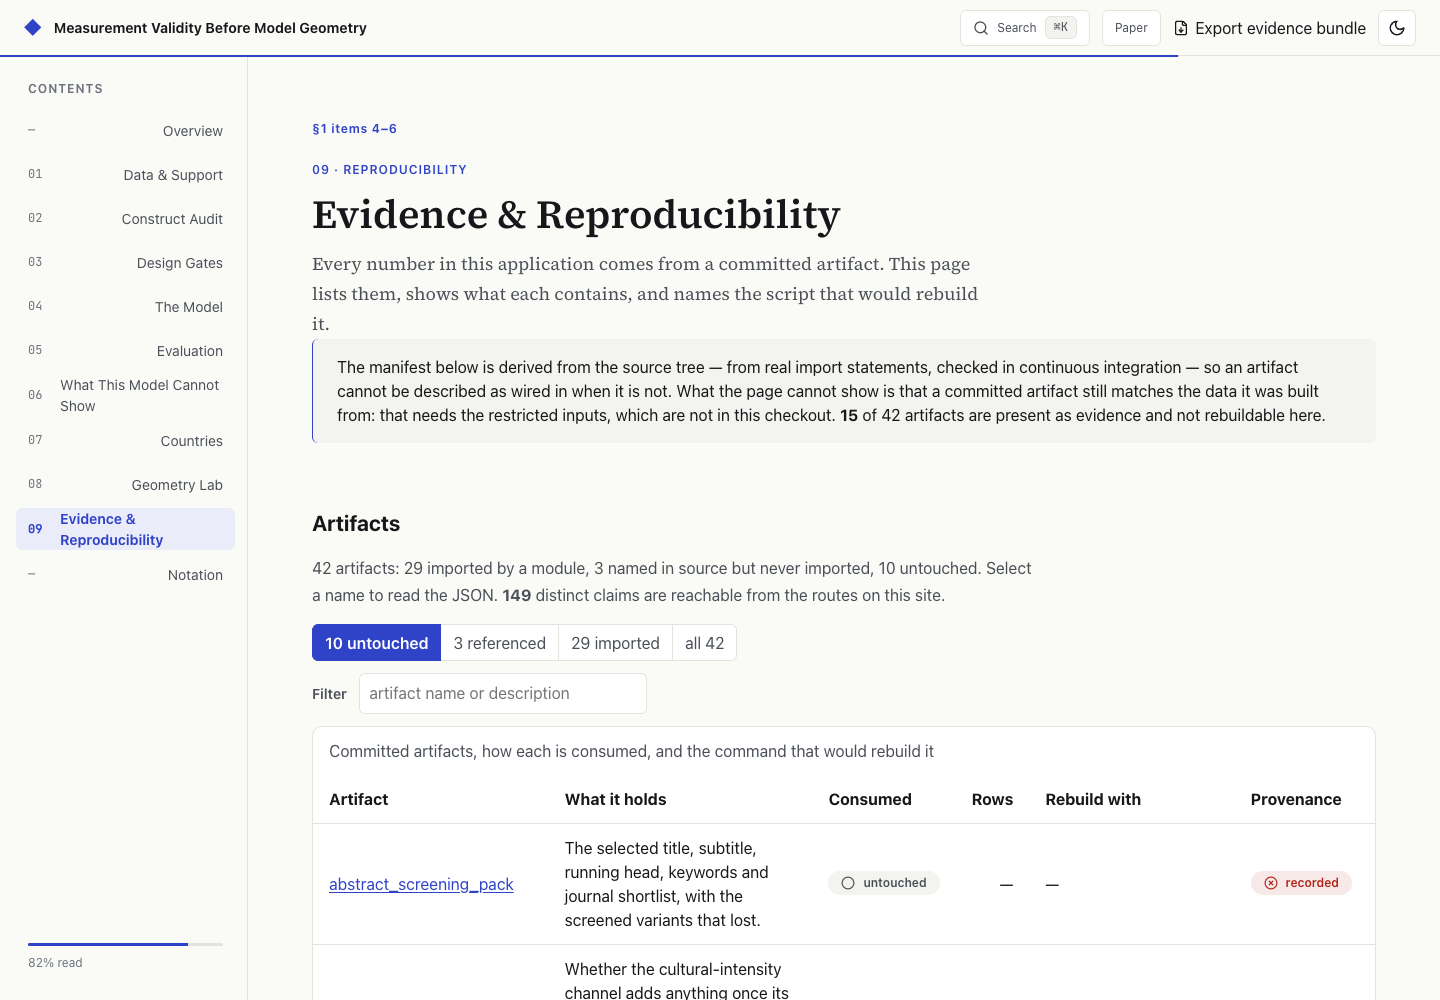 Measurement Validity Before Model Geometry
Search ⌘K
Paper
Export evidence bundle
CONTENTS
— Overview
01 Data & Support
02 Construct Audit
03 Design Gates
04 The Model
05 Evaluation
06 What This Model Cannot
Show
07 Countries
08 Geometry Lab
09 Evidence &
Reproducibility
— Notation
82% read
§1 items 4–6
09 · REPRODUCIBILITY
Evidence & Reproducibility
Every number in this application comes from a committed artifact. This page
lists them, shows what each contains, and names the script that would rebuild
it.
The manifest below is derived from the source tree — from real import statements, checked in continuous integration — so an artifact
cannot be described as wired in when it is not. What the page cannot show is that a committed artifact still matches the data it was built
from: that needs the restricted inputs, which are not in this checkout. 15 of 42 artifacts are present as evidence and not rebuildable here.
Artifacts
42 artifacts: 29 imported by a module, 3 named in source but never imported, 10 untouched. Select
a name to read the JSON. 149 distinct claims are reachable from the routes on this site.
10 untouched 3 referenced 29 imported all 42
Filter artifact name or description
Committed artifacts, how each is consumed, and the command that would rebuild it
Artifact What it holds Consumed Rows Rebuild with Provenance
The selected title, subtitle,
running head, keywords and
abstract_screening_pack untouched — — recorded
journal shortlist, with the
screened variants that lost.
Whether the cultural-intensity
channel adds anything once its